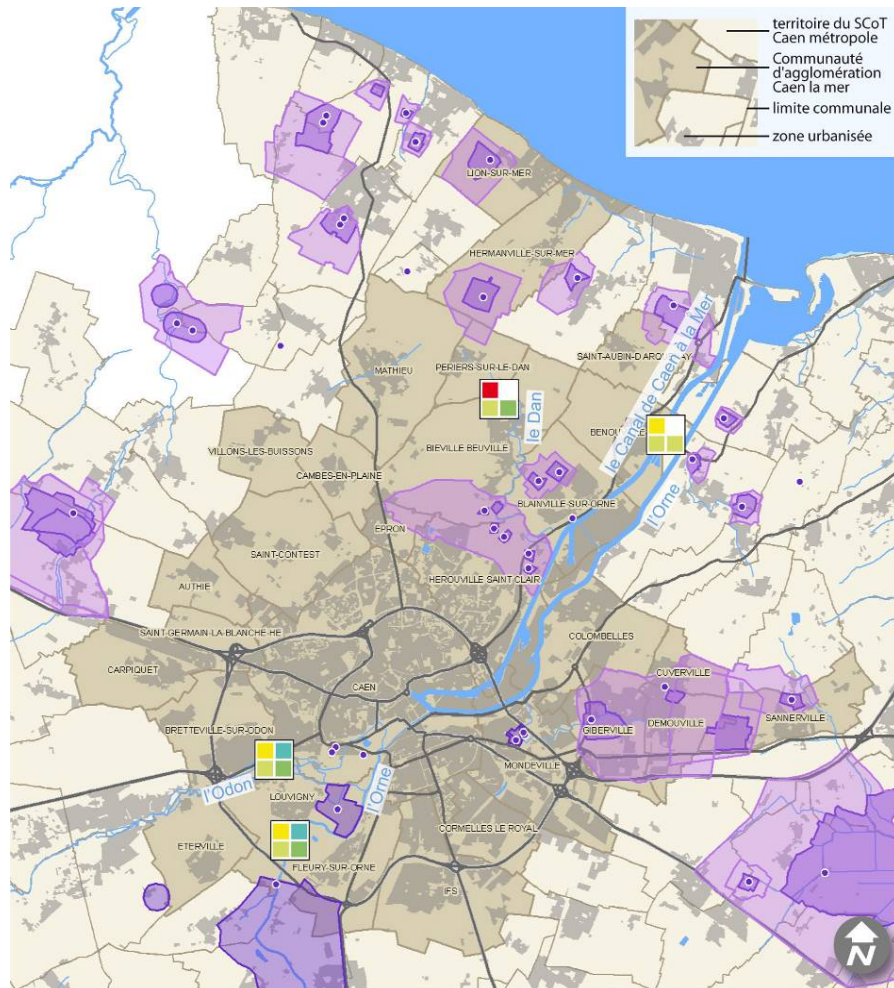 territoire du SCoT
Caen métropole
Communauté
d'agglomération
Caen la mer
limite communale
zone urbanisée
LION-SUR-MER
HERMANVILLE-SUR-MER
SAINT-AUBIN-D'ARQUENAY
MATHIEU
PERIERS-SUR-LE-DAN
le Dan
le Canal de Caen à la Mer
BIEVILLE BEUVILLE
VILLONS-LES-BUISSONS
CAMBES-EN-PLAINE
BLAINVILLE-SUR-ORNE
l'Orne
EPRON
SAINT-CONTEST
HEROUVILLE SAINT CLAIR
AUTHIE
SAINT-GERMAIN-LA-BLANCHE-HE
COLOMBELLES
CARPIQUET
CUVERVILLE
CAEN
SANNERVILLE
BRETTEVILLE-SUR-ODON
GIBERVILLE
DEMOUVILLE
MONDEVILLE
l'Odon
LOUVIGNY
l'Orne
CORMELLES LE ROYAL
ETERVILLE
FLEURY-SUR-ORNE
IFS
N